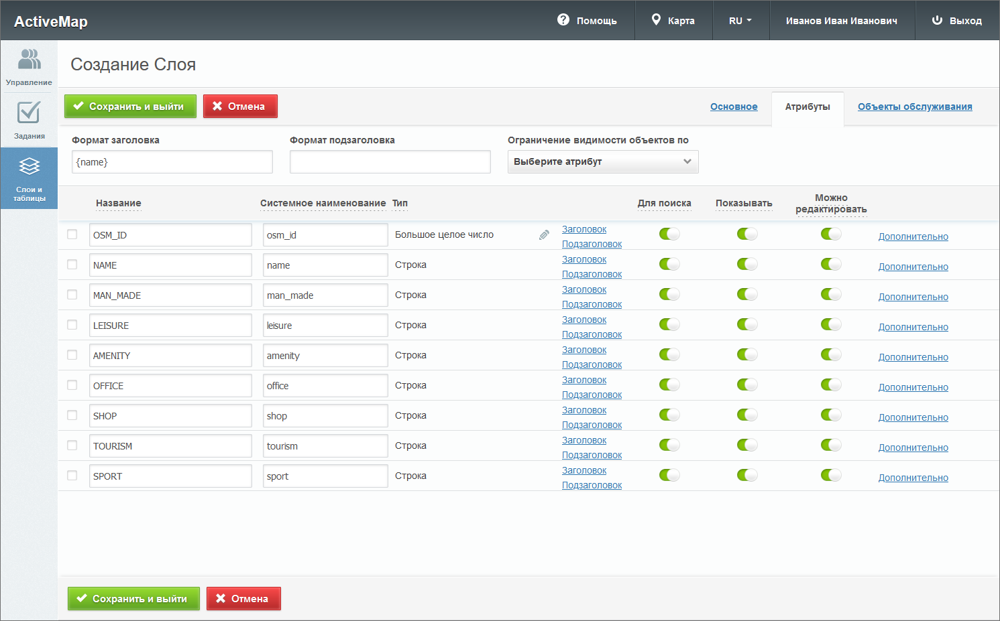 ActiveMap
Помощь
Карта
RU
Иванов Иван Иванович
Выход
Управление
Задания
Слои и
таблицы
Создание Слоя
Сохранить и выйти
Отмена
Основное
Атрибуты
Объекты обслуживания
Формат заголовка
Формат подзаголовка
Ограничение видимости объектов по
{name}
Выберите атрибут
Название
Системное наименование
Тип
Для поиска
Показывать
Можно
редактировать
OSM_ID
osm_id
Большое целое число
Заголовок
Подзаголовок
Дополнительно
NAME
name
Строка
Заголовок
Подзаголовок
Дополнительно
MAN_MADE
man_made
Строка
Заголовок
Подзаголовок
Дополнительно
LEISURE
leisure
Строка
Заголовок
Подзаголовок
Дополнительно
AMENITY
amenity
Строка
Заголовок
Подзаголовок
Дополнительно
OFFICE
office
Строка
Заголовок
Подзаголовок
Дополнительно
SHOP
shop
Строка
Заголовок
Подзаголовок
Дополнительно
TOURISM
tourism
Строка
Заголовок
Подзаголовок
Дополнительно
SPORT
sport
Строка
Заголовок
Подзаголовок
Дополнительно
Сохранить и выйти
Отмена